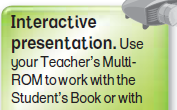 Interactive
presentation. Use
your Teacher's Multi-
ROM to work with the
Student's Book or with